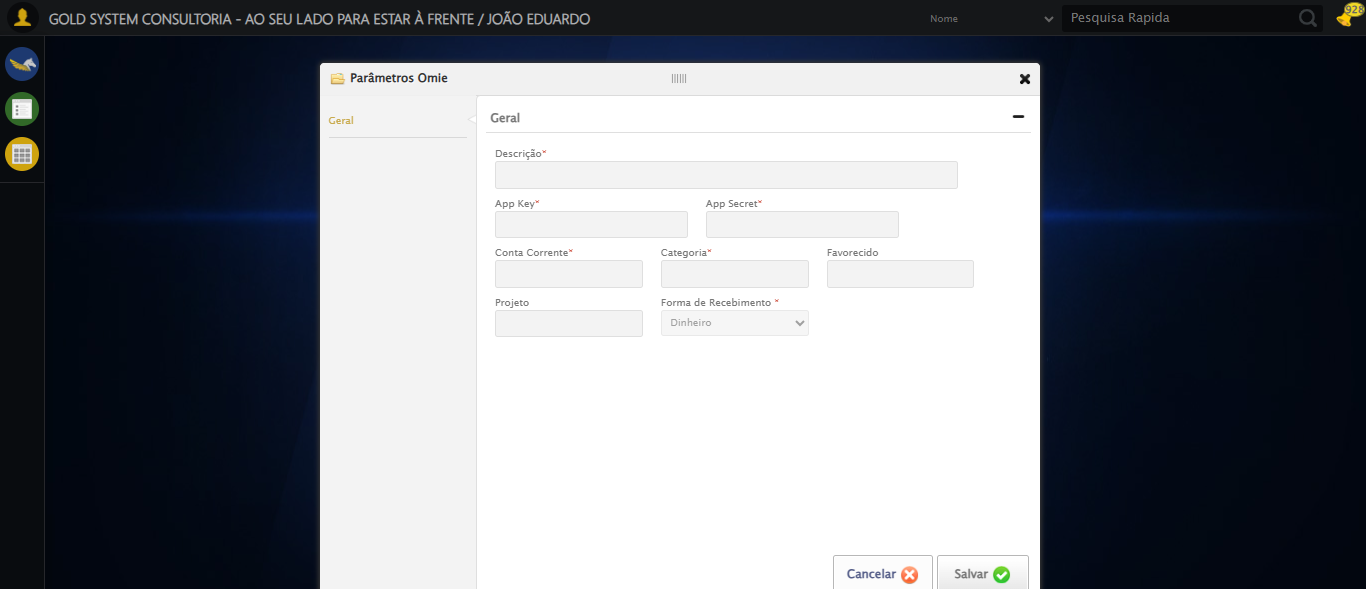 GOLD SYSTEM CONSULTORIA - AO SEU LADO PARA ESTAR À FRENTE / JOÃO EDUARDO
Nome
Pesquisa Rapida
928
Parâmetros Omie
Geral
Geral
Descrição*
App Key*
App Secret*
Conta Corrente*
Categoria*
Favorecido
Projeto
Forma de Recebimento *
Dinheiro
Cancelar
Salvar